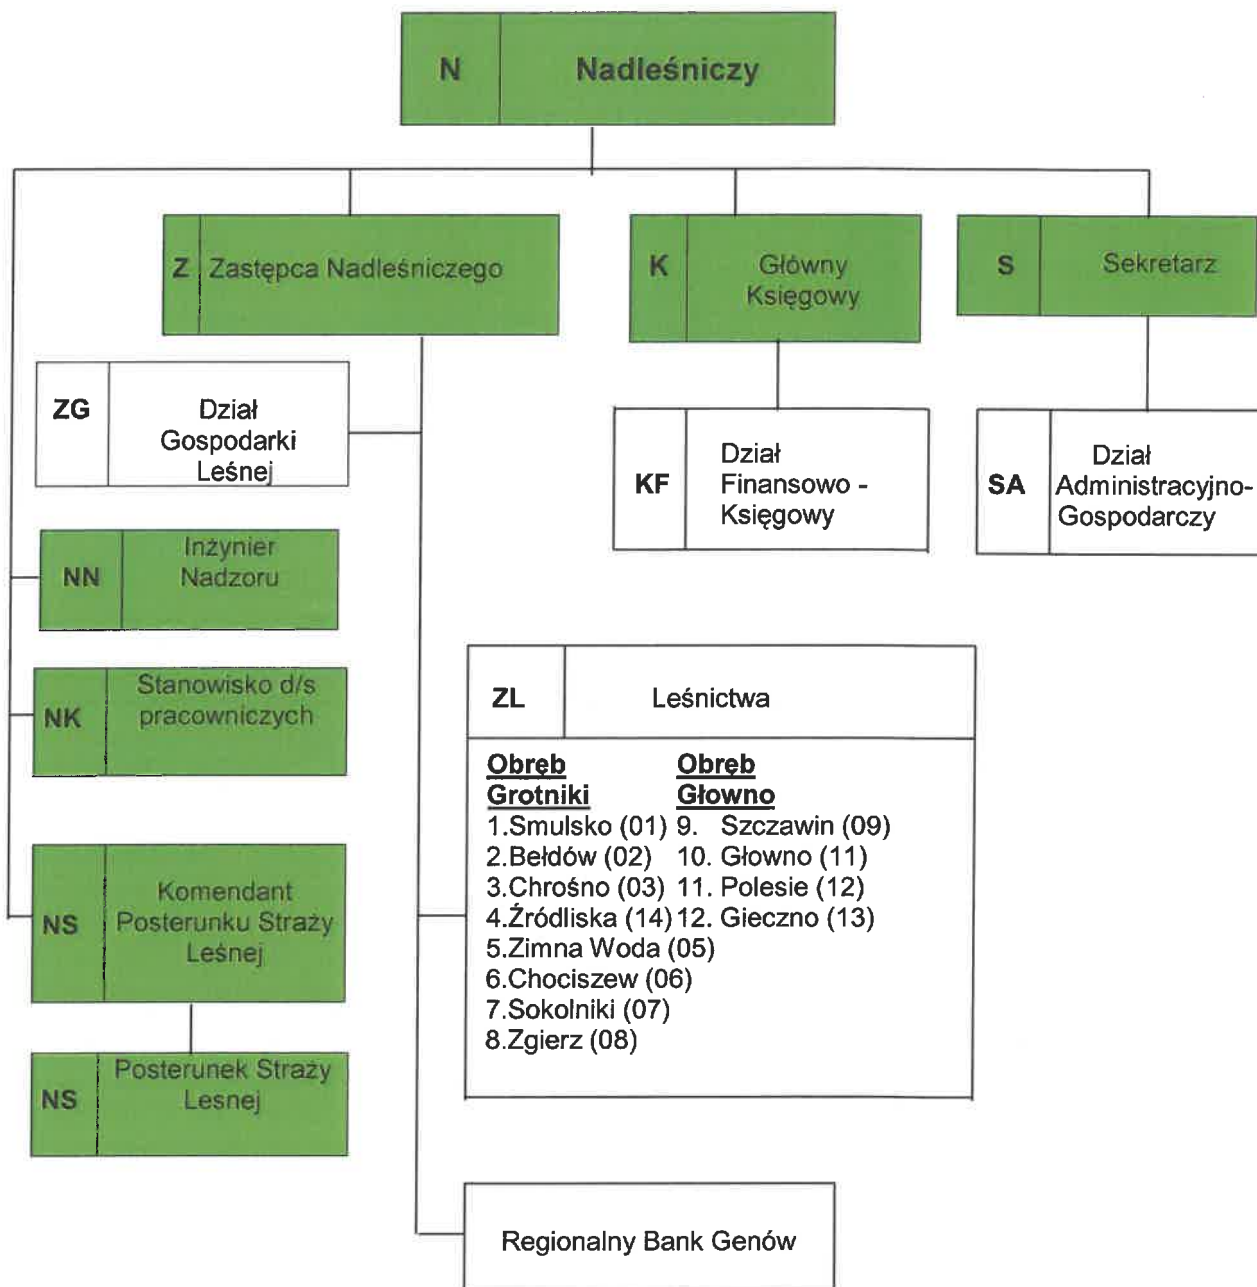 N Nadleśniczy
Z Zastępca Nadleśniczego
K Główny
Księgowy
S Sekretarz
ZG Dział
Gospodarki
Leśnej
KF Dział
Finansowo -
Księgowy
SA Dział
Administracyjno-
Gospodarczy
NN Inżynier
Nadzoru
NK Stanowisko d/s
pracowniczych
NS Komendant
Posterunku Straży
Leśnej
NS Posterunek Straży
Lesnej
ZL Leśnictwa
Obręb Obręb
Grotniki Głowno
1.Smulsko (01) 9. Szczawin (09)
2.Bełdów (02) 10. Głowno (11)
3.Chrośno (03) 11. Polesie (12)
4.Źródliska (14) 12. Gieczno (13)
5.Zimna Woda (05)
6.Chociszew (06)
7.Sokolniki (07)
8.Zgierz (08)
Regionalny Bank Genów